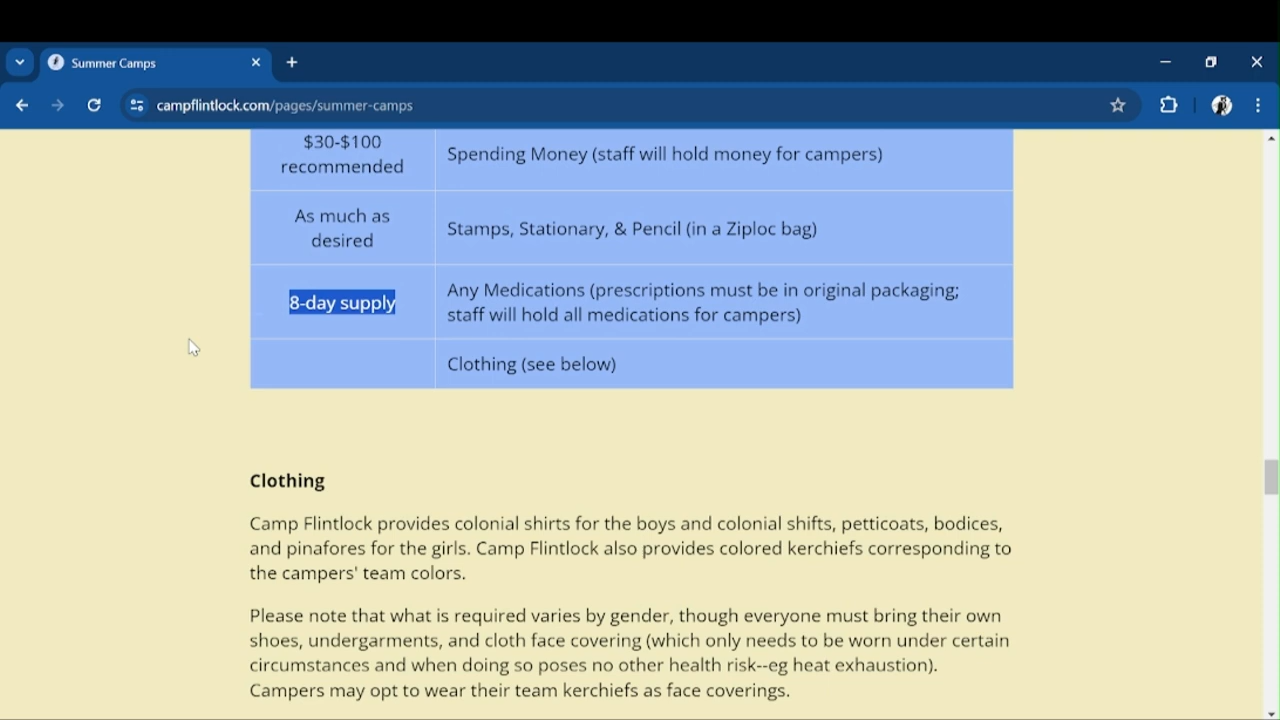 Summer Camps
campflintlock.com/pages/summer-camps
$30-$100
recommended
Spending Money (staff will hold money for campers)
As much as
desired
Stamps, Stationary, & Pencil (in a Ziploc bag)
8-day supply
Any Medications (prescriptions must be in original packaging;
staff will hold all medications for campers)
Clothing (see below)
Clothing
Camp Flintlock provides colonial shirts for the boys and colonial shifts, petticoats, bodices,
and pinafores for the girls. Camp Flintlock also provides colored kerchiefs corresponding to
the campers' team colors.
Please note that what is required varies by gender, though everyone must bring their own
shoes, undergarments, and cloth face covering (which only needs to be worn under certain
circumstances and when doing so poses no other health risk--eg heat exhaustion).
Campers may opt to wear their team kerchiefs as face coverings.